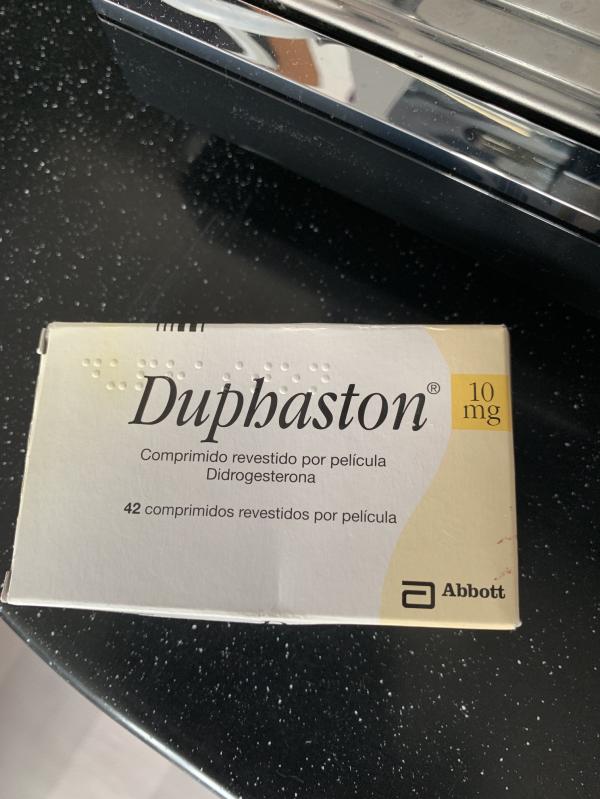 Duphaston®
10
mg
Comprimido revestido por película
Didrogesterona
42 comprimidos revestidos por película
Abbott